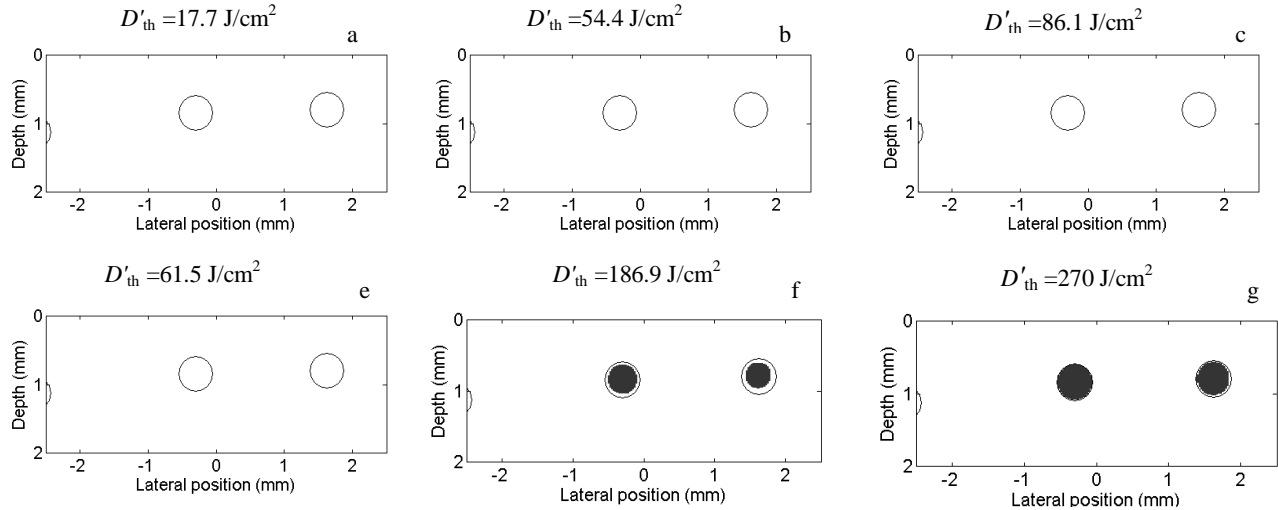 D′th =17.7 J/cm²
a
D′th =54.4 J/cm²
b
D′th =86.1 J/cm²
c
0
1
2
Depth (mm)
-2 -1 0 1 2
Lateral position (mm)
0
1
2
Depth (mm)
-2 -1 0 1 2
Lateral position (mm)
0
1
2
Depth (mm)
-2 -1 0 1 2
Lateral position (mm)
D′th =61.5 J/cm²
e
D′th =186.9 J/cm²
f
D′th =270 J/cm²
g
0
1
2
Depth (mm)
-2 -1 0 1 2
Lateral position (mm)
0
1
2
Depth (mm)
-2 -1 0 1 2
Lateral position (mm)
0
1
2
Depth (mm)
-2 -1 0 1 2
Lateral position (mm)